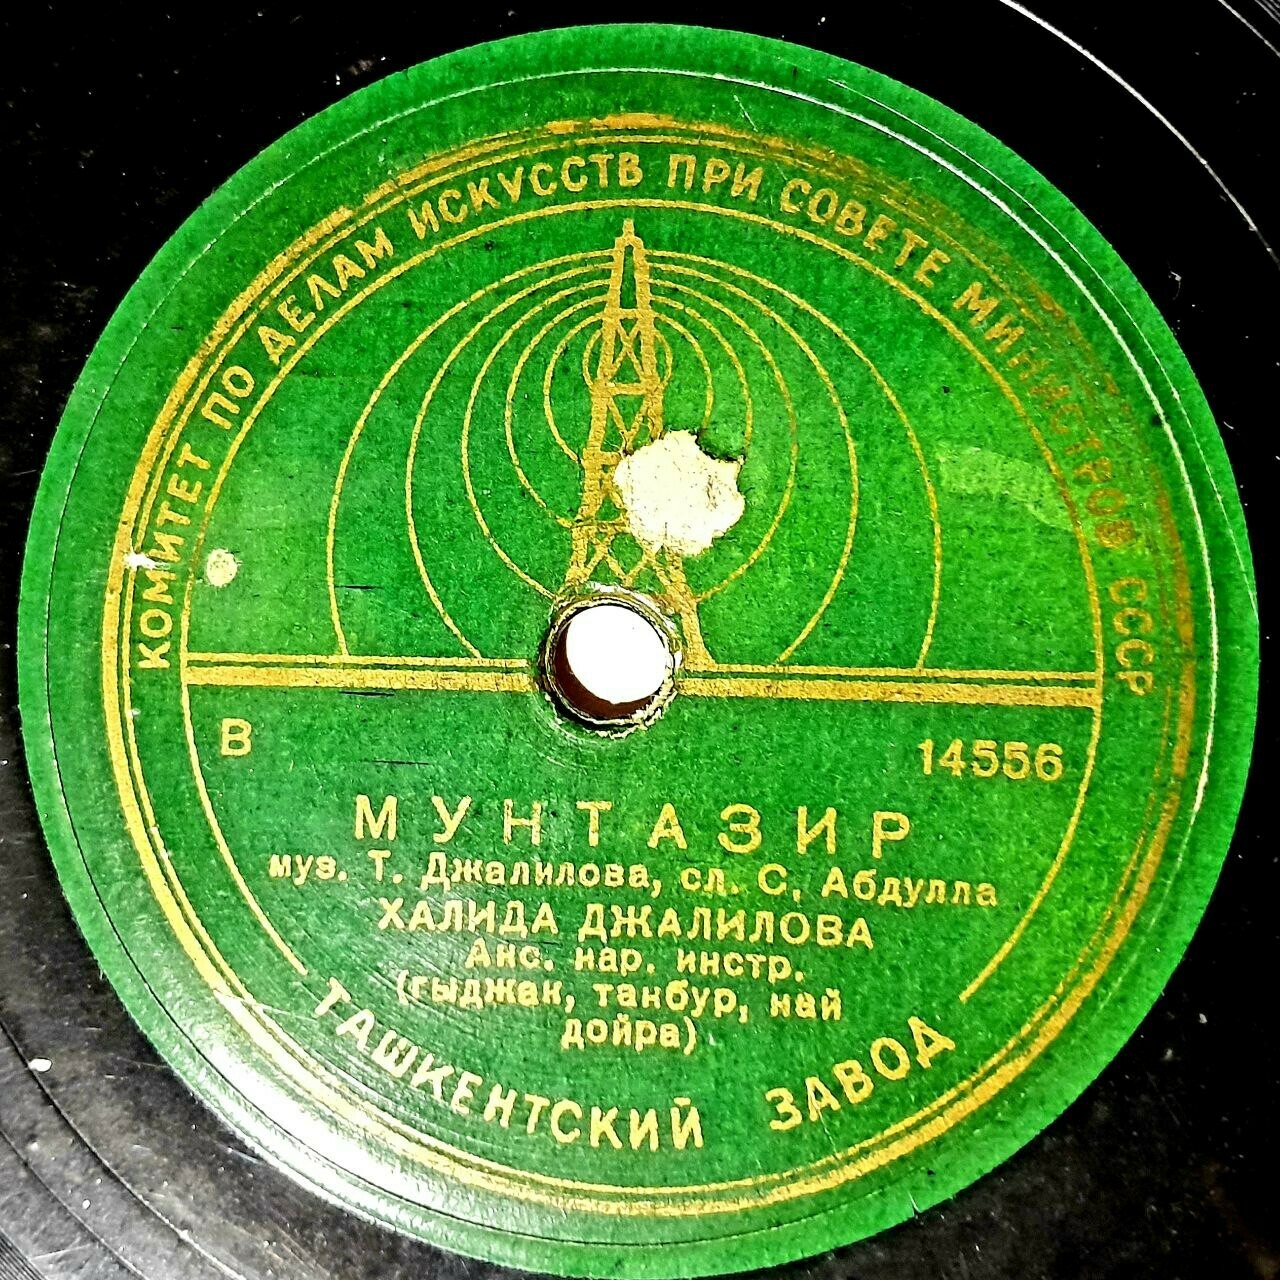 КОМИТЕТ ПО ДЕЛАМ ИСКУССТВ ПРИ СОВЕТЕ МИНИСТРОВ СССР
В 14556
МУНТАЗИР
муз. Т. Джалилова, сл. С. Абдулла
ХАЛИДА ДЖАЛИЛОВА
Анс. нар. инстр.
(гыджак, танбур, най
дойра)
ТАШКЕНТСКИЙ ЗАВОД